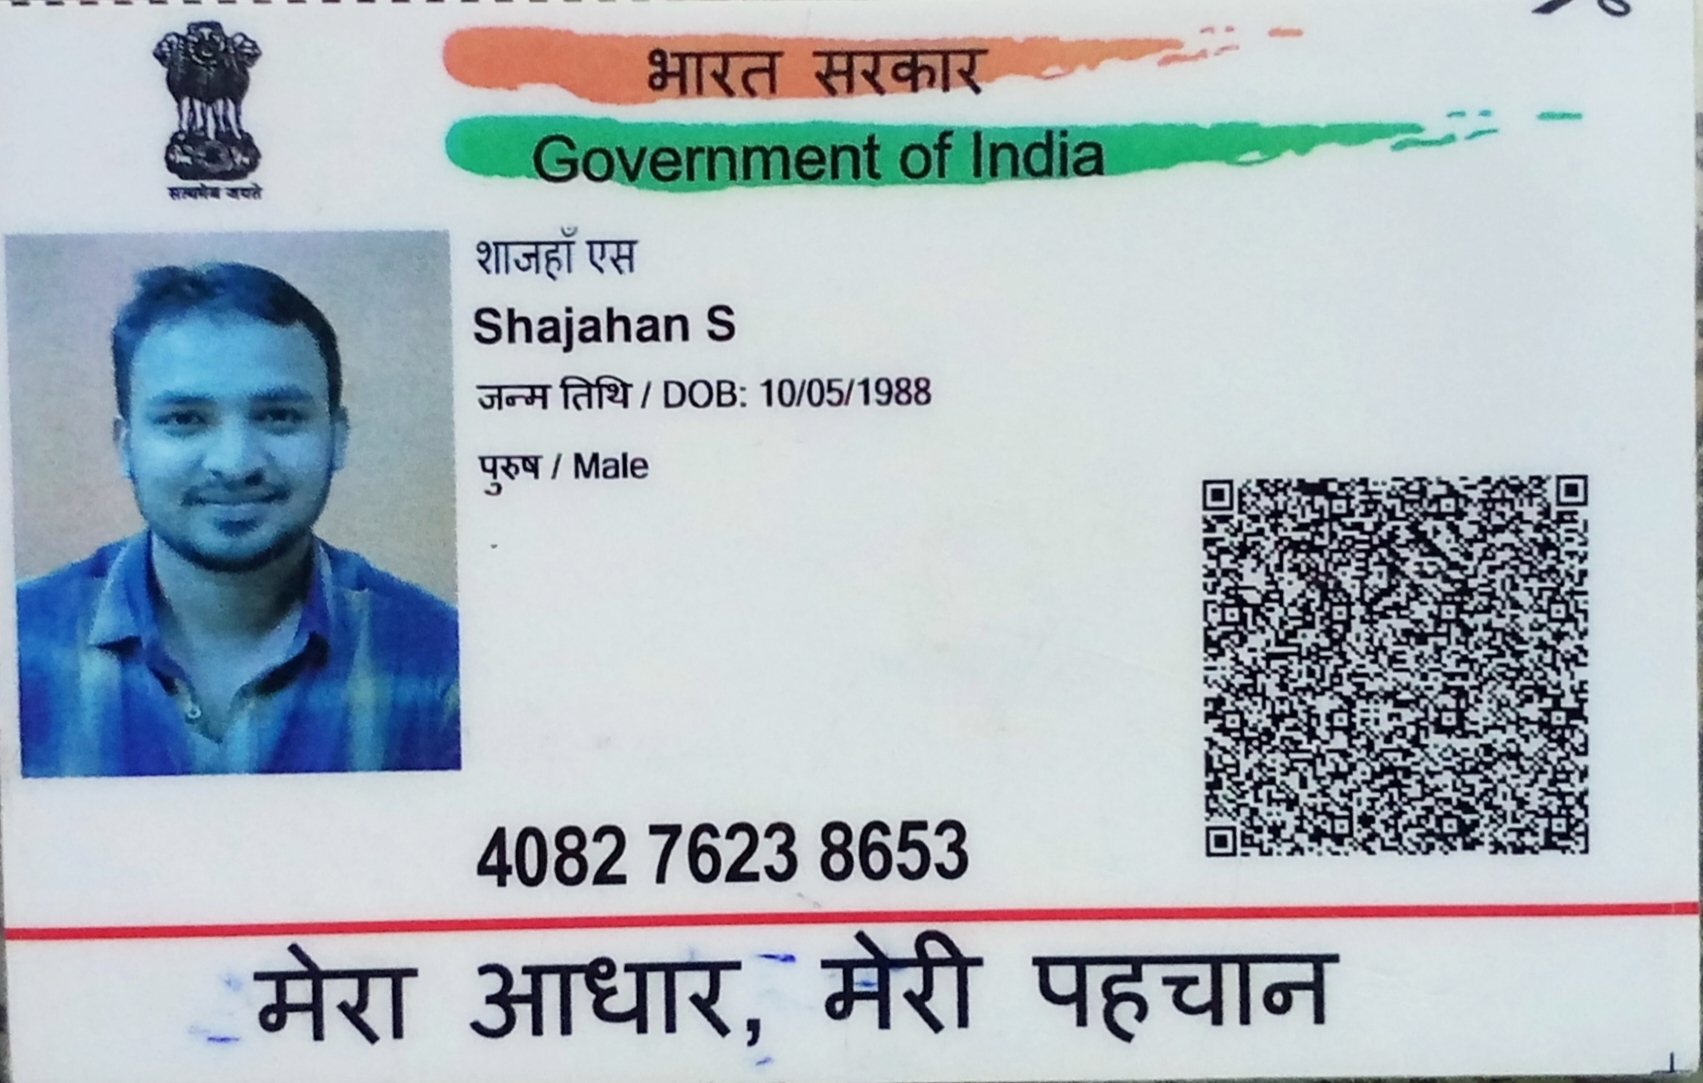 भारत सरकार
Government of India
सत्यमेव जयते
शाजहाँ एस
Shajahan S
जन्म तिथि / DOB: 10/05/1988
पुरुष / Male
4082 7623 8653
मेरा आधार, मेरी पहचान